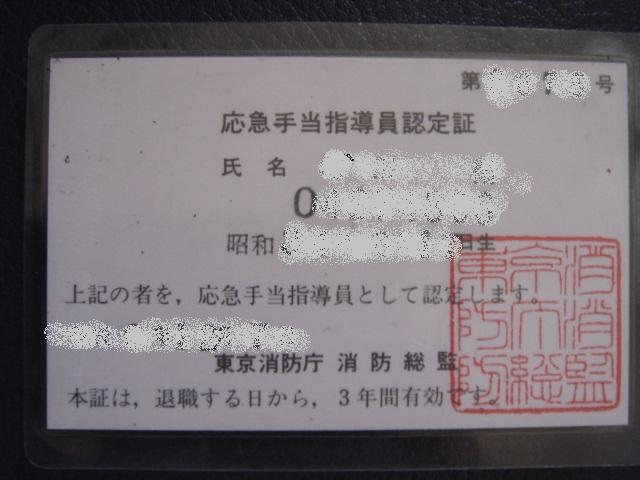 第 号
応急手当指導員認定証
氏 名
0
昭和 日生
上記の者を，応急手当指導員として認定します。
東京消防庁 消 防 総 監
本証は，退職する日から，3年間有効です。